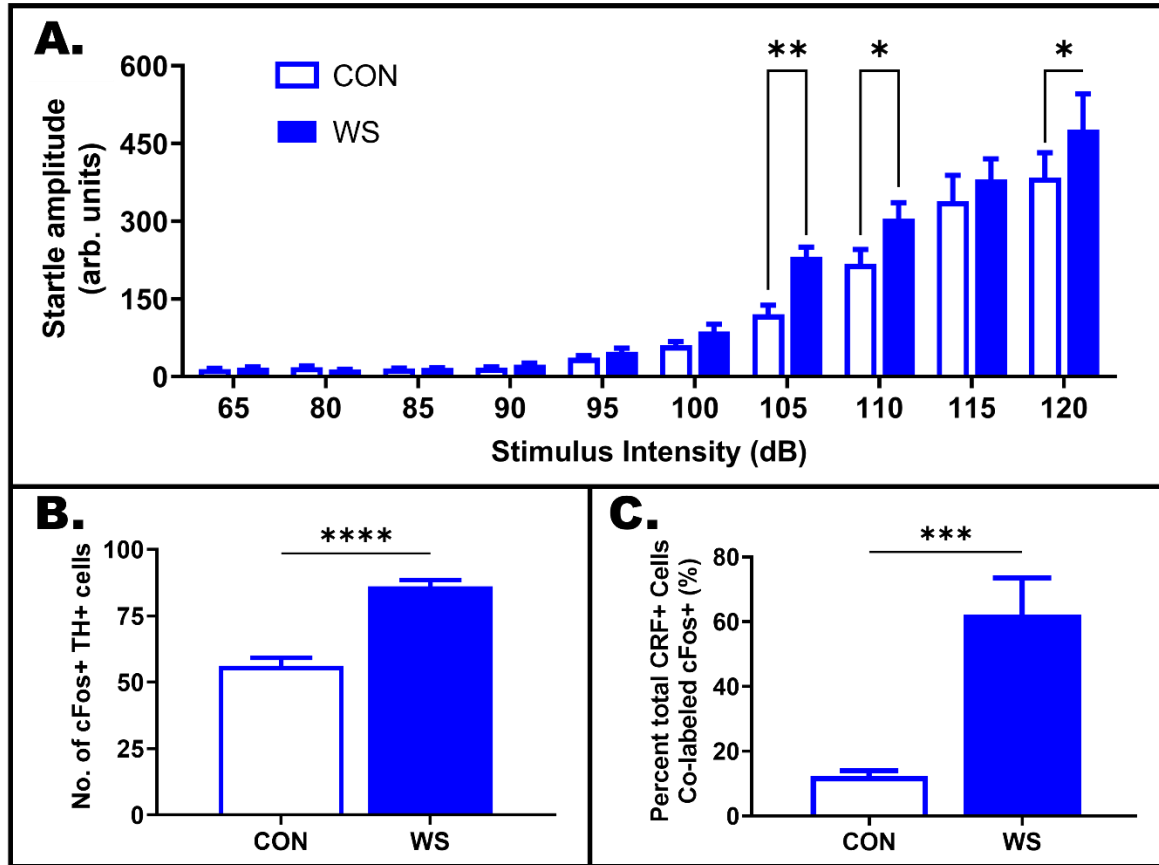 A.
Startle amplitude
(arb. units)
600
450
300
150
0
CON
WS
**
*
*
65 80 85 90 95 100 105 110 115 120
Stimulus Intensity (dB)
B.
No. of cFos+ TH+ cells
100
75
50
25
0
****
CON WS
C.
Percent total CRF+ Cells
Co-labeled cFos+ (%)
80
60
40
20
0
***
CON WS